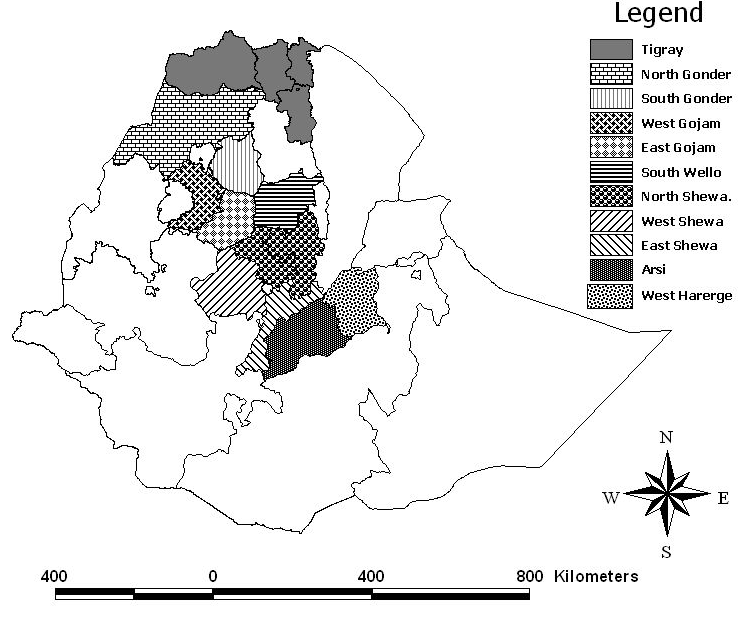 Legend
Tigray
North Gonder
South Gonder
West Gojam
East Gojam
South Wello
North Shewa.
West Shewa
East Shewa
Arsi
West Harerge
N
W E
S
400 0 400 800 Kilometers